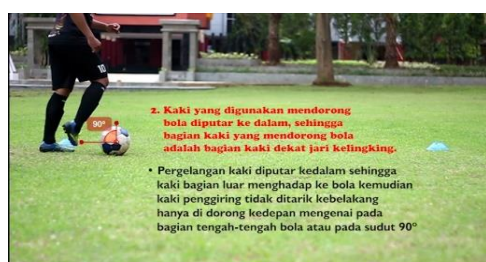 90°
2. Kaki yang digunakan mendorong
bola diputar ke dalam, sehingga
bagian kaki yang mendorong bola
adalah bagian kaki dekat jari kelingking.
• Pergelangan kaki diputar kedalam sehingga
kaki bagian luar menghadap ke bola kemudian
kaki penggiring tidak ditarik kebelakang
hanya di dorong kedepan mengenai pada
bagian tengah-tengah bola atau pada sudut 90°